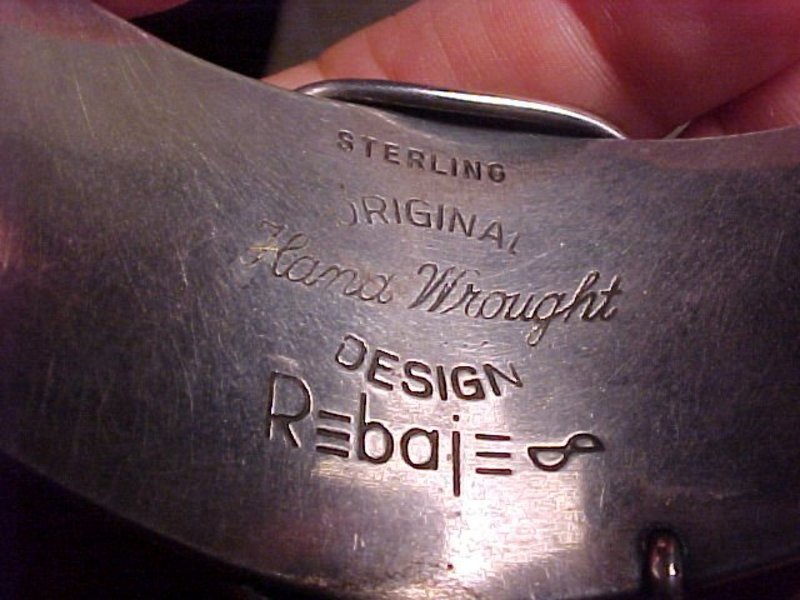 STERLING
ORIGINAL
Hand Wrought
DESIGN
Rebajes